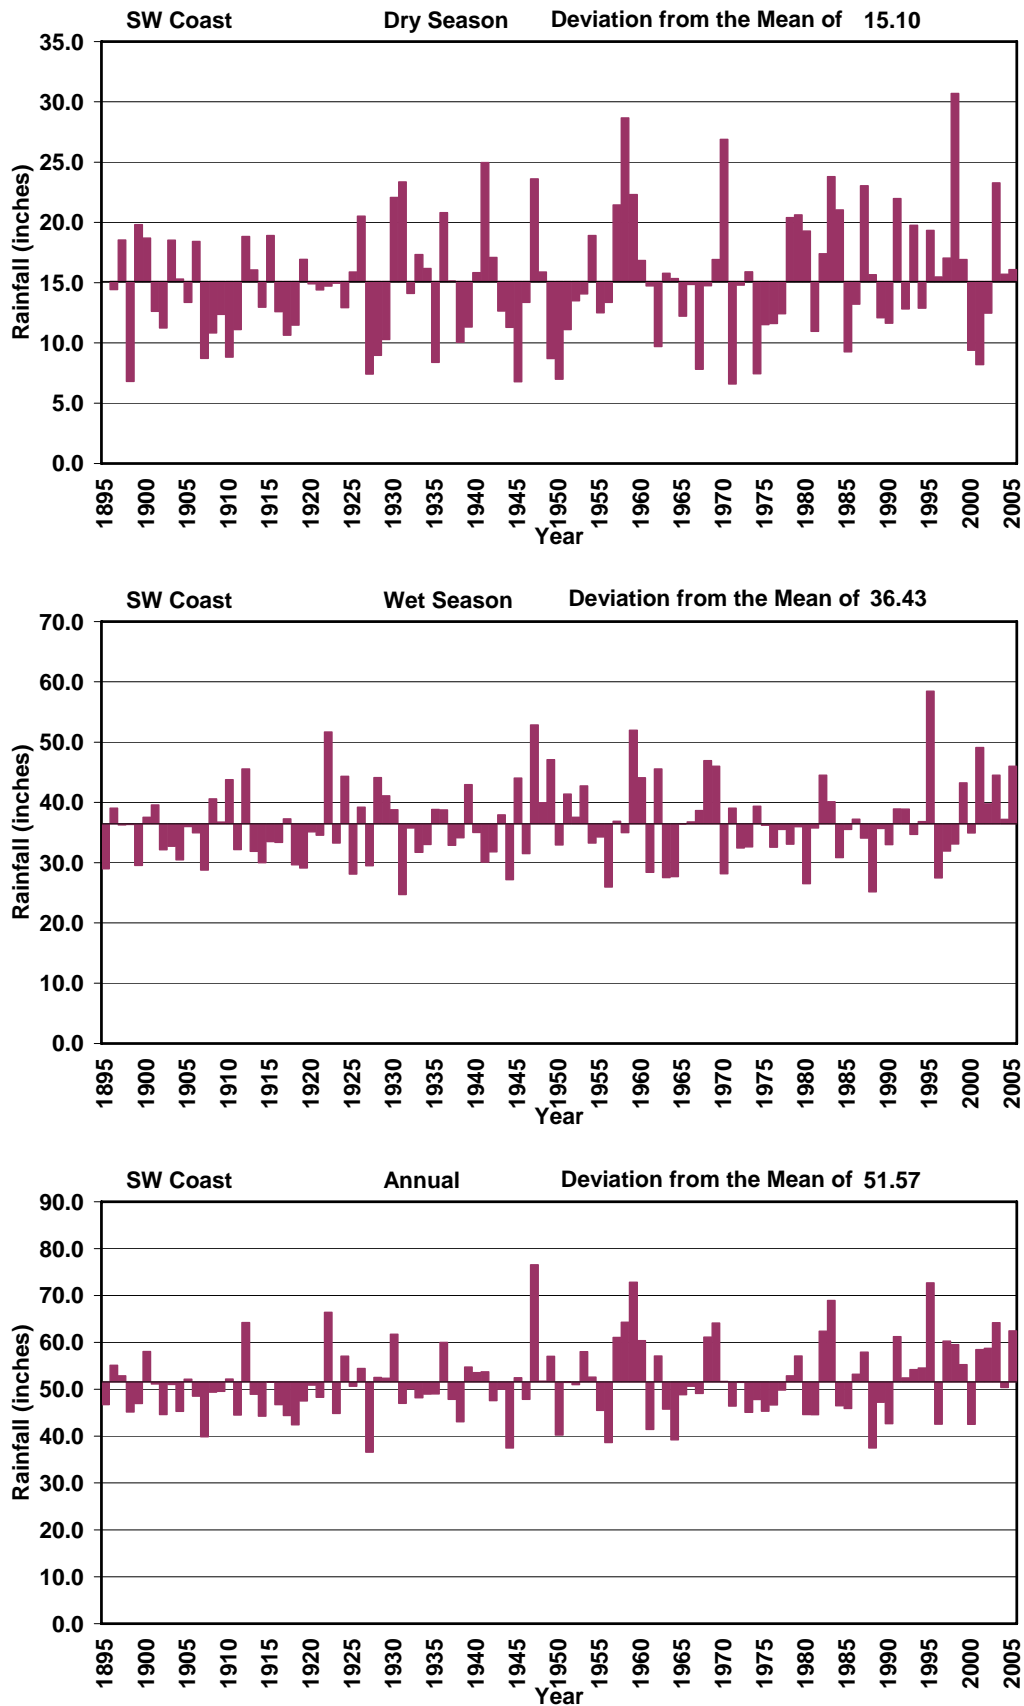 SW Coast Dry Season Deviation from the Mean of 15.10
35.0
30.0
25.0
20.0
15.0
10.0
5.0
0.0
Rainfall (inches)
1895 1900 1905 1910 1915 1920 1925 1930 1935 1940 1945 1950 1955 1960 1965 1970 1975 1980 1985 1990 1995 2000 2005
Year
SW Coast Wet Season Deviation from the Mean of 36.43
70.0
60.0
50.0
40.0
30.0
20.0
10.0
0.0
Rainfall (inches)
1895 1900 1905 1910 1915 1920 1925 1930 1935 1940 1945 1950 1955 1960 1965 1970 1975 1980 1985 1990 1995 2000 2005
Year
SW Coast Annual Deviation from the Mean of 51.57
90.0
80.0
70.0
60.0
50.0
40.0
30.0
20.0
10.0
0.0
Rainfall (inches)
1895 1900 1905 1910 1915 1920 1925 1930 1935 1940 1945 1950 1955 1960 1965 1970 1975 1980 1985 1990 1995 2000 2005
Year